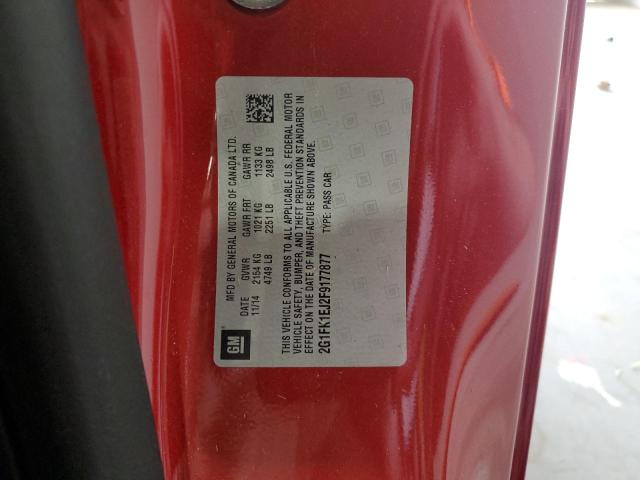 MFD BY GENERAL MOTORS OF CANADA LTD.
DATE GVWR GAWR FRT GAWR RR
11/14 2154 KG 1021 KG 1133 KG
4749 LB 2251 LB 2498 LB
GM
THIS VEHICLE CONFORMS TO ALL APPLICABLE U.S. FEDERAL MOTOR
VEHICLE SAFETY, BUMPER, AND THEFT PREVENTION STANDARDS IN
EFFECT ON THE DATE OF MANUFACTURE SHOWN ABOVE.
2G1FK1EJ2F9177877 TYPE: PASS CAR